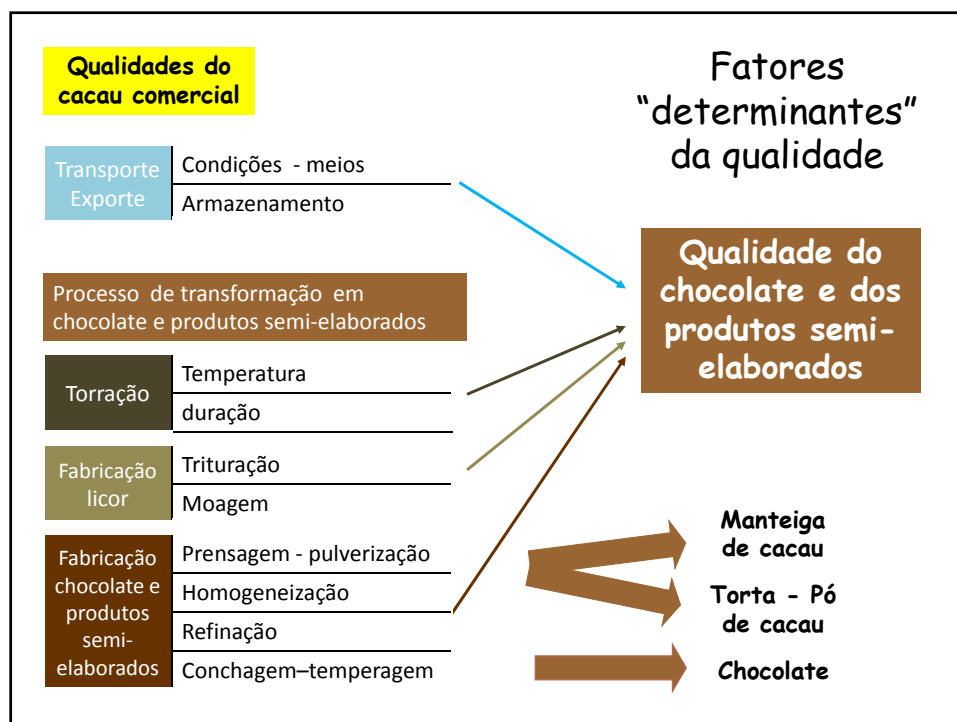 Qualidades do
cacau comercial
Fatores
“determinantes”
da qualidade
Transporte
Exporte
Condições - meios
Armazenamento
Qualidade do
chocolate e dos
produtos semi-
elaborados
Processo de transformação em
chocolate e produtos semi-elaborados
Torração
Temperatura
duração
Fabricação
licor
Trituração
Moagem
Fabricação
chocolate e
produtos
semi-
elaborados
Prensagem - pulverização
Homogeneização
Refinação
Conchagem–temperagem
Manteiga
de cacau
Torta - Pó
de cacau
Chocolate